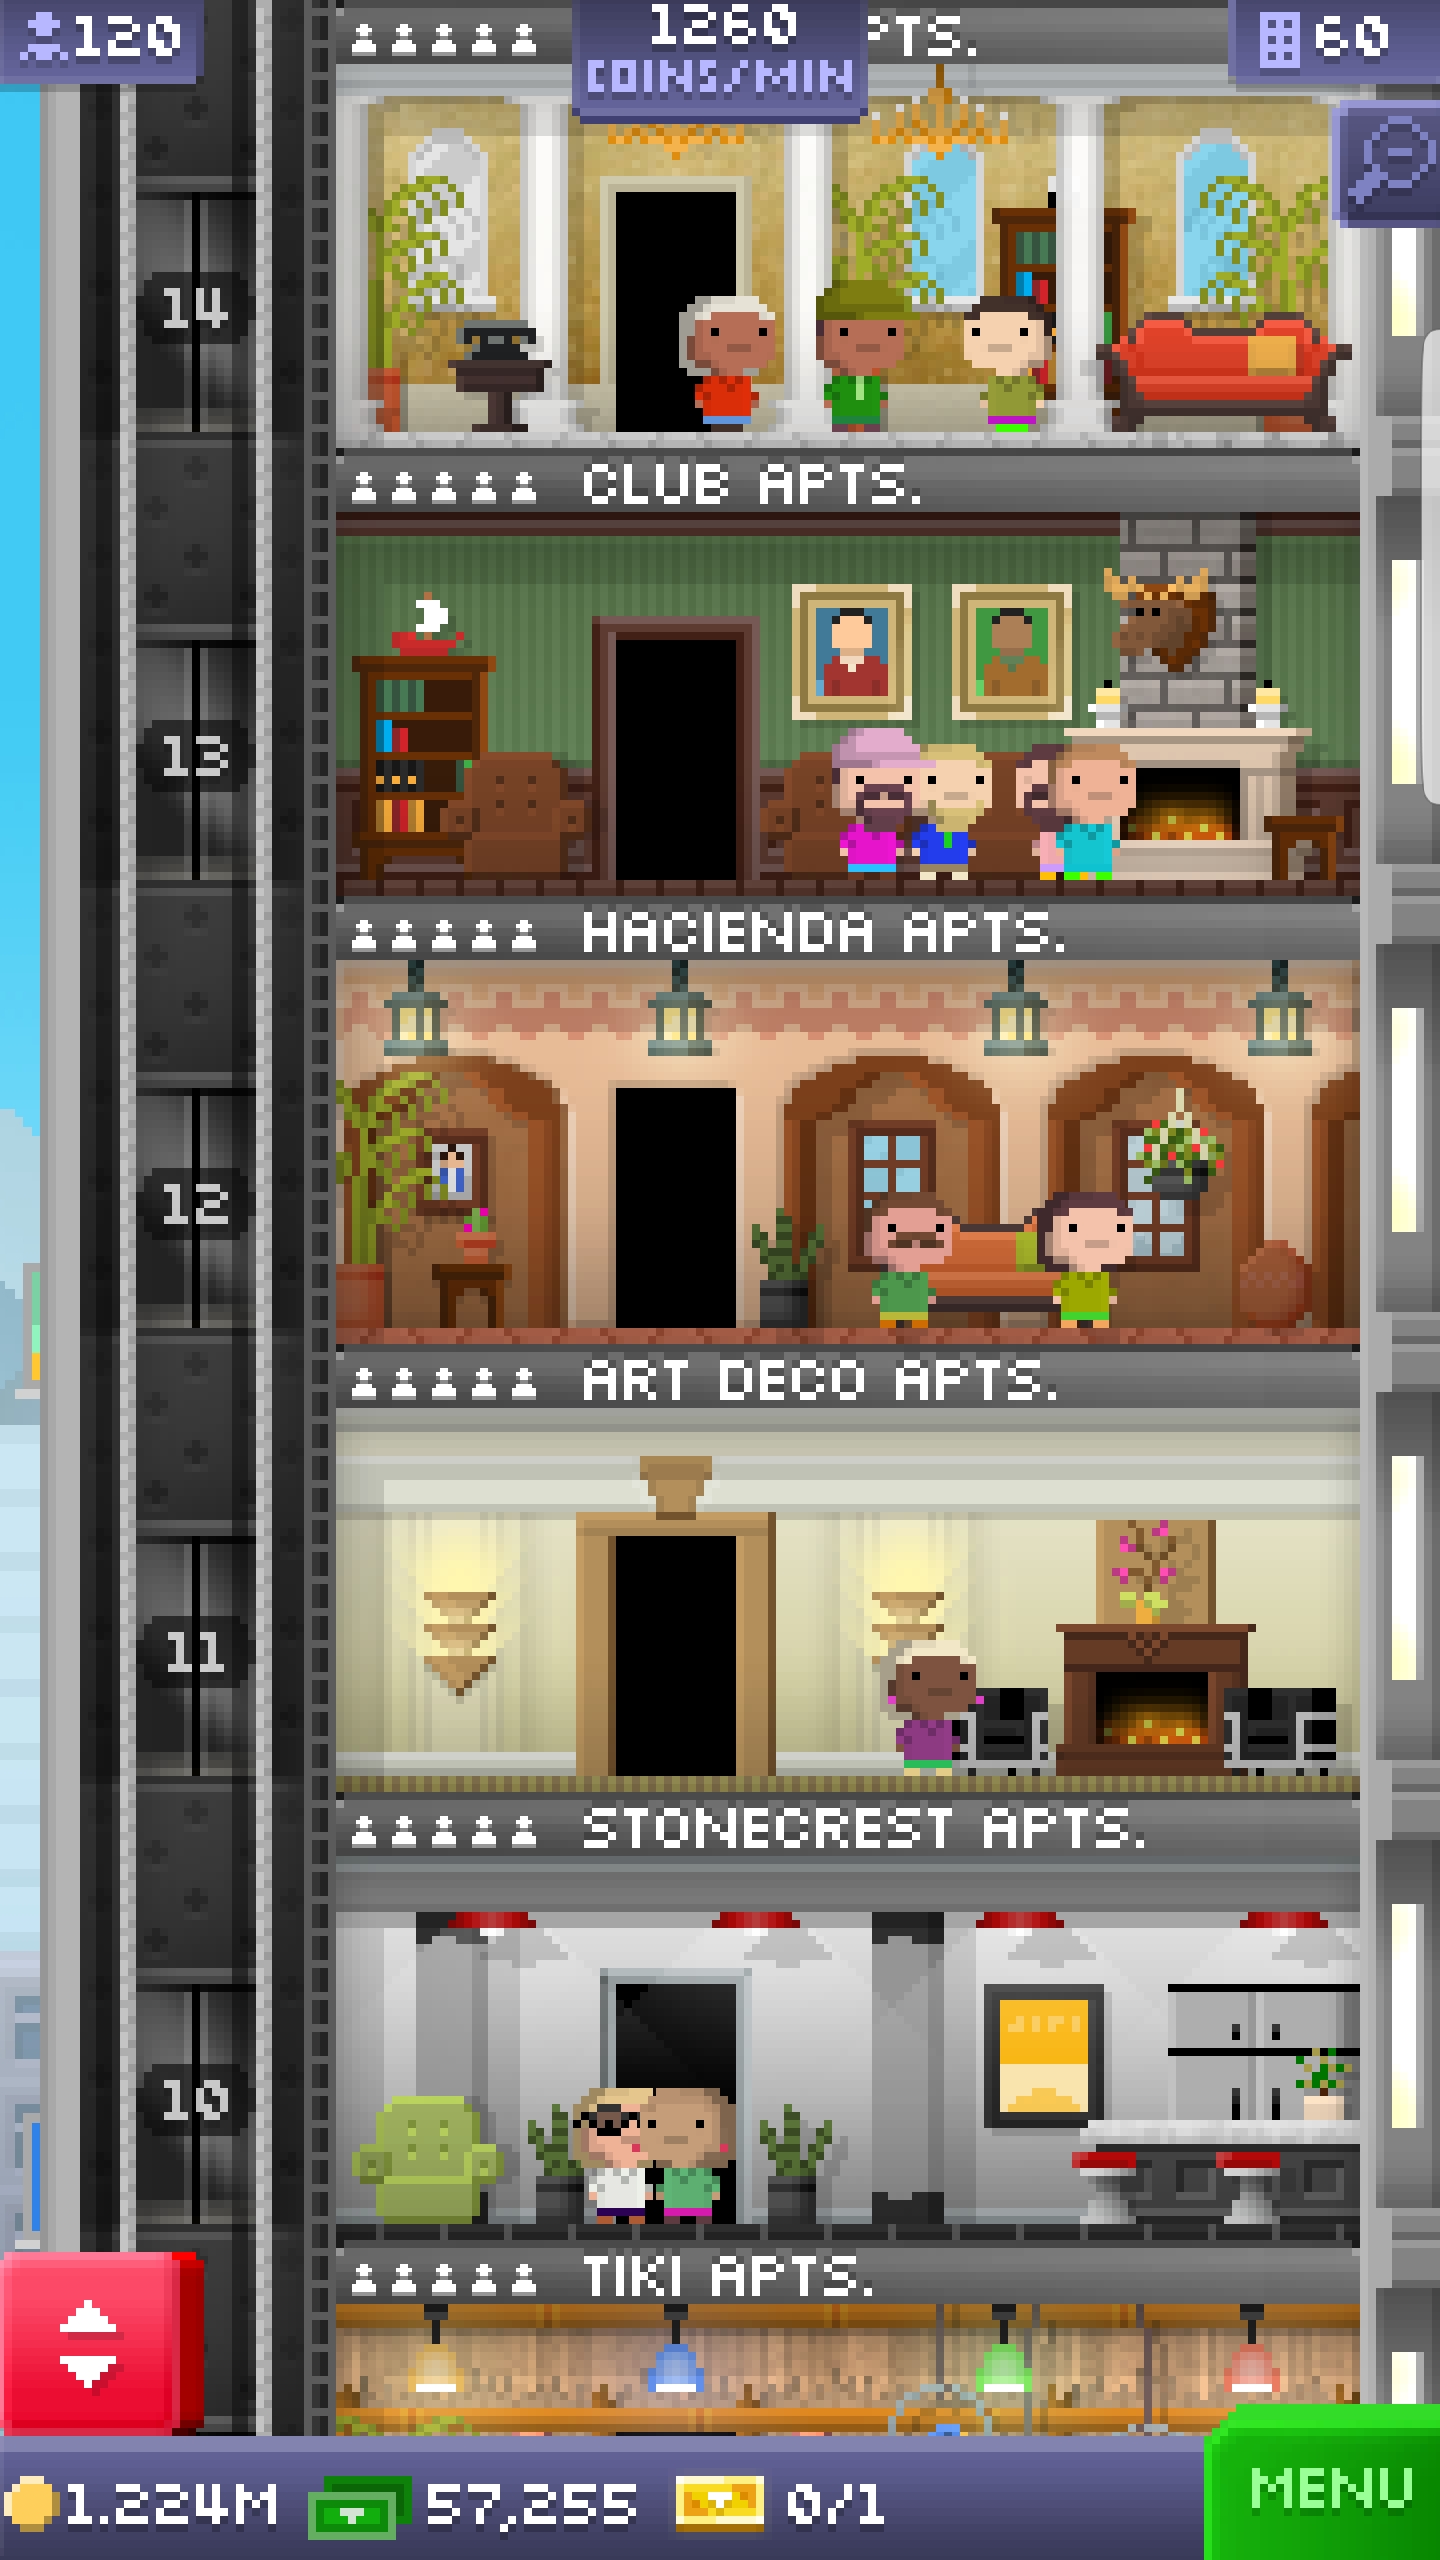 120
1260
COINS/MIN
PTS.
60
14
CLUB APTS.
13
HACIENDA APTS.
12
ART DECO APTS.
11
STONECREST APTS.
10
TIKI APTS.
1.224M
57,255
0/1
MENU